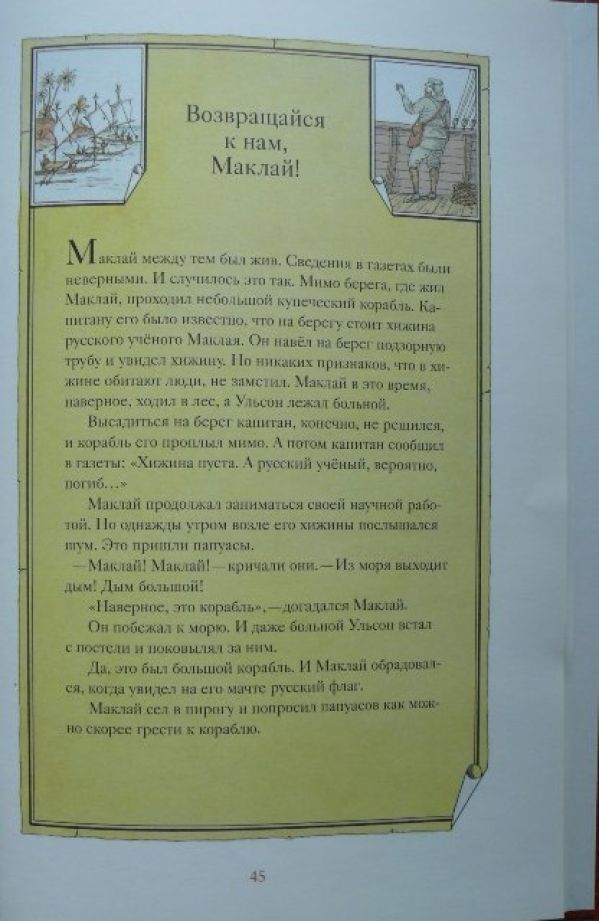 Возвращайся
к нам,
Маклай!
Маклай между тем был жив. Сведения в газетах были
неверными. И случилось это так. Мимо берега, где жил
Маклай, проходил небольшой купеческий корабль. Ка-
питану его было известно, что на берегу стоит хижина
русского учёного Маклая. Он навёл на берег подзорную
трубу и увидел хижину. Но никаких признаков, что в хи-
жине обитают люди, не заметил. Маклай в это время,
наверное, ходил в лес, а Ульсон лежал больной.
Высадиться на берег капитан, конечно, не решился,
и корабль его проплыл мимо. А потом капитан сообщил
в газеты: «Хижина пуста. А русский учёный, вероятно,
погиб...»
Маклай продолжал заниматься своей научной рабо-
той. Но однажды утром возле его хижины послышался
шум. Это пришли папуасы.
—Маклай! Маклай!—кричали они.—Из моря выходит
дым! Дым большой!
«Наверное, это корабль»,—догадался Маклай.
Он побежал к морю. И даже больной Ульсон встал
с постели и поковылял за ним.
Да, это был большой корабль. И Маклай обрадовал-
ся, когда увидел на его мачте русский флаг.
Маклай сел в пирогу и попросил папуасов как мож-
но скорее грести к кораблю.
45